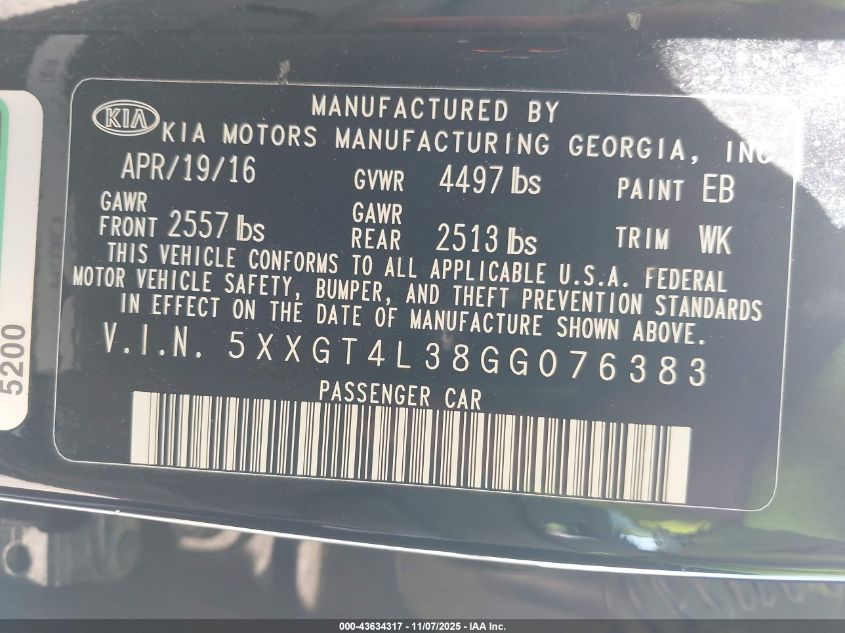 MANUFACTURED BY
KIA KIA MOTORS MANUFACTURING GEORGIA, INC
APR/19/16 GVWR 4497 lbs PAINT EB
GAWR FRONT 2557 lbs GAWR REAR 2513 lbs TRIM WK
THIS VEHICLE CONFORMS TO ALL APPLICABLE U.S.A. FEDERAL
MOTOR VEHICLE SAFETY, BUMPER, AND THEFT PREVENTION STANDARDS
IN EFFECT ON THE DATE OF MANUFACTURE SHOWN ABOVE.
V.I.N. 5XXGT4L38GG076383
PASSENGER CAR
5200
000-43634317 - 11/07/2025 - IAA Inc.